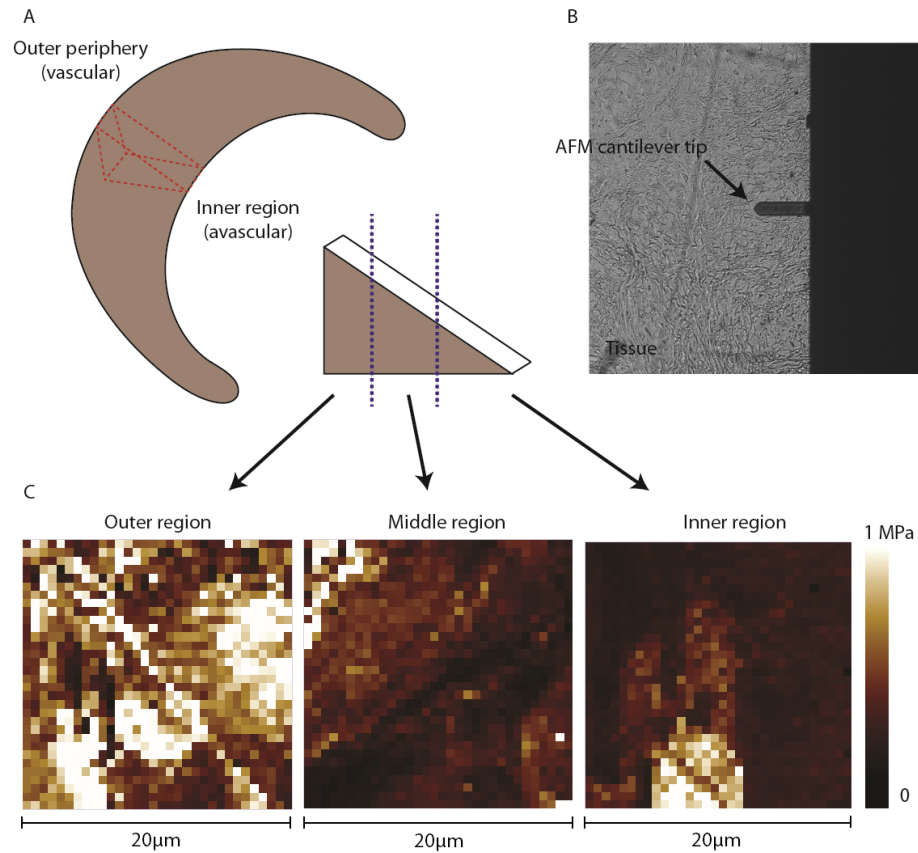 A
Outer periphery
(vascular)
Inner region
(avascular)
B
AFM cantilever tip
Tissue
C
Outer region
Middle region
Inner region
1 MPa
0
20μm
20μm
20μm